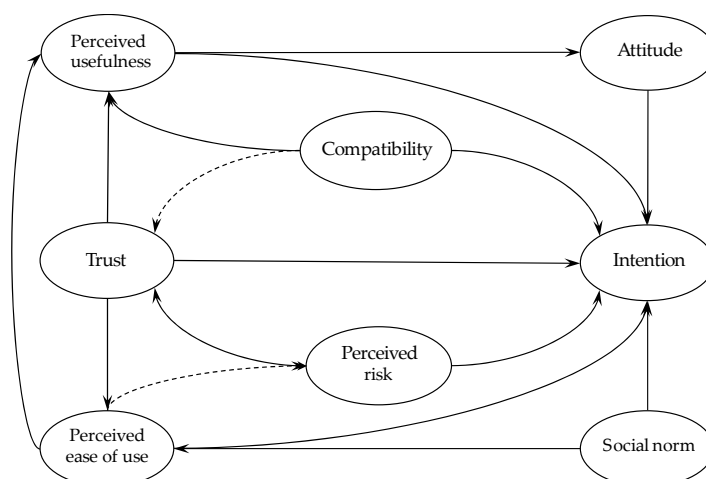 Perceived
usefulness
Attitude
Compatibility
Trust
Intention
Perceived
risk
Perceived
ease of use
Social norm